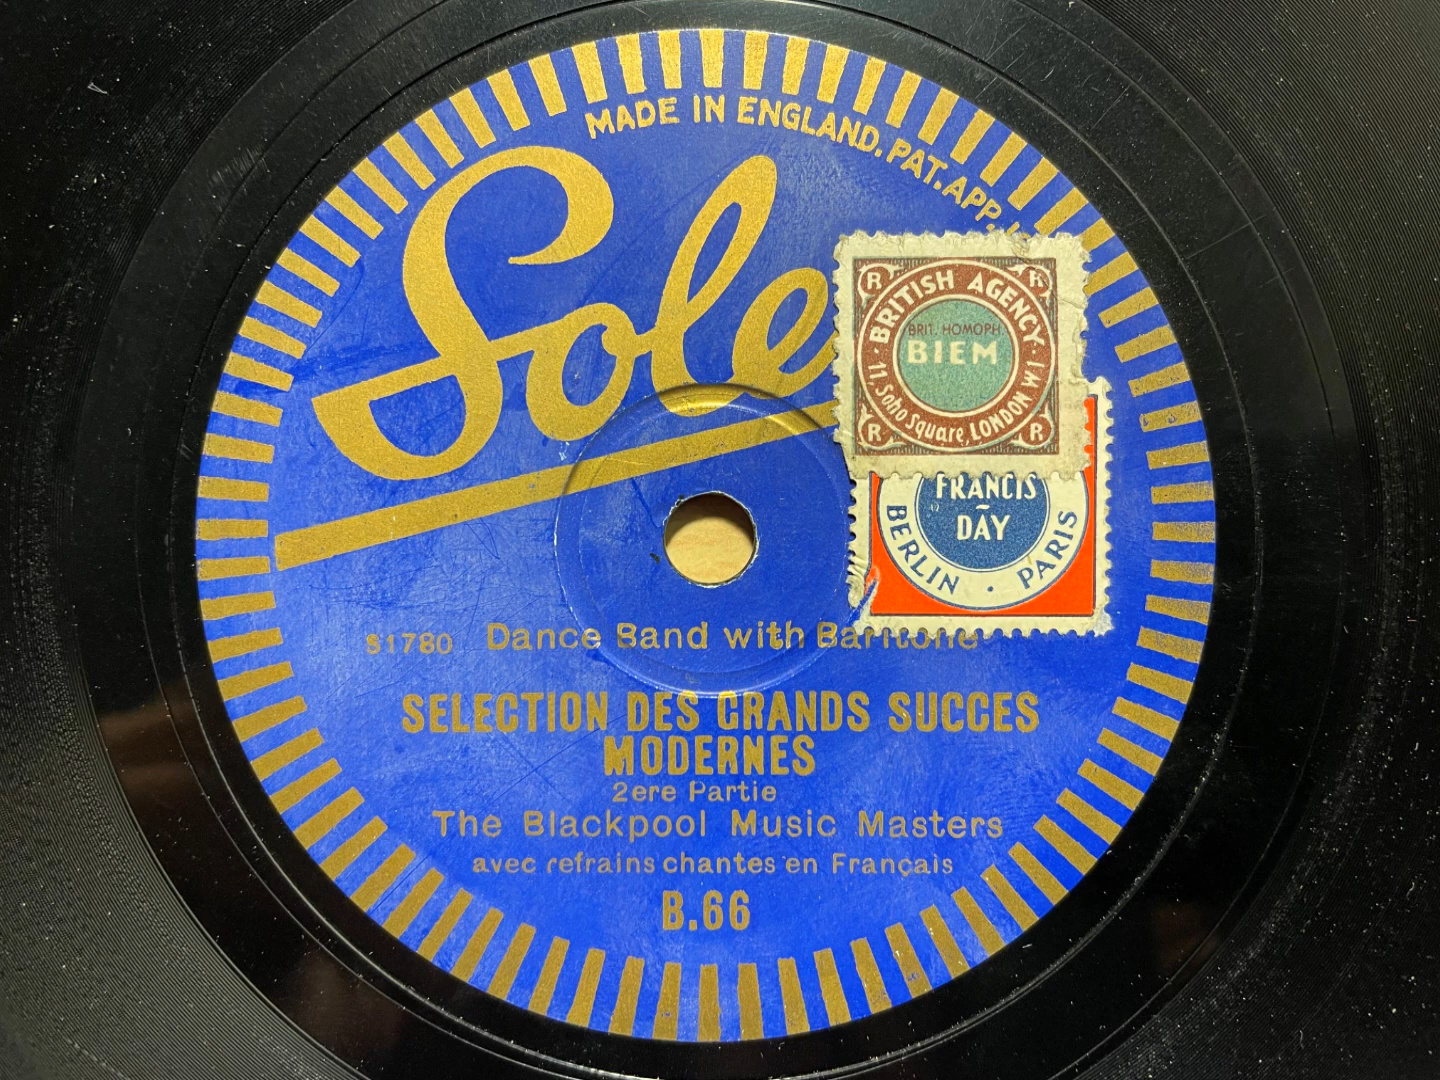 MADE IN ENGLAND. PAT. APP.
Sole
R R
BRITISH AGENCY
BRIT. HOMOPH.
BIEM
11, Soho Square, LONDON W.1
R R
FRANCIS-DAY
BERLIN · PARIS
S1780 Dance Band with Baritone
SELECTION DES GRANDS SUCCES
MODERNES
2ere Partie
The Blackpool Music Masters
avec refrains chantes en Français
B.66